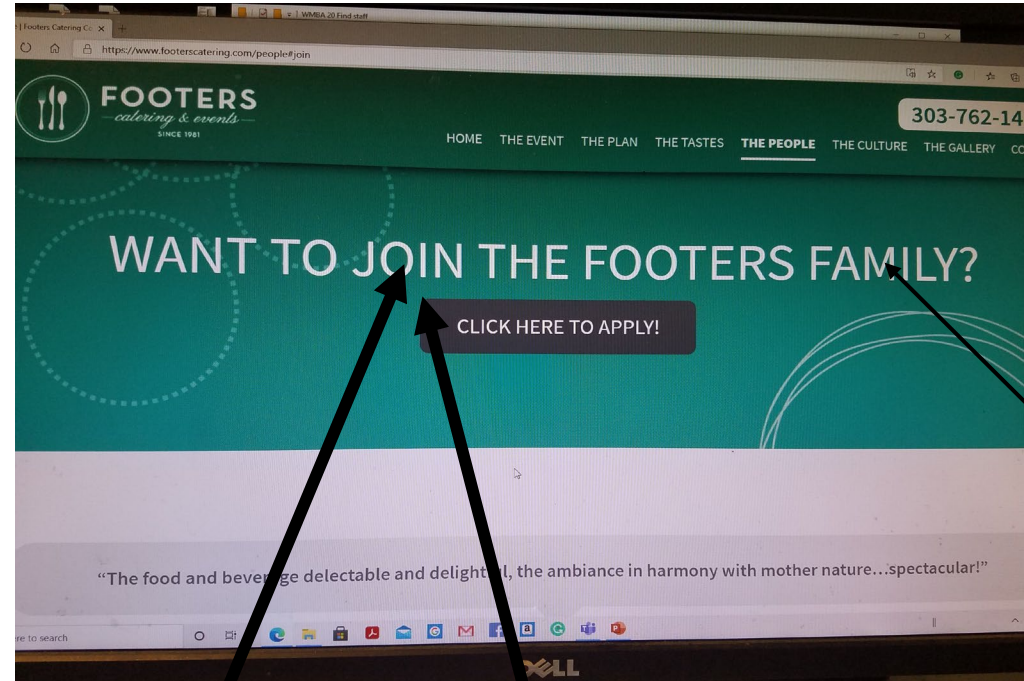 WMBA 20 Find staff
| Footers Catering Co
https://www.footerscatering.com/people#join
FOOTERS
catering & events
SINCE 1981
303-762-14
HOME THE EVENT THE PLAN THE TASTES THE PEOPLE THE CULTURE THE GALLERY CO
WANT TO JOIN THE FOOTERS FAMILY?
CLICK HERE TO APPLY!
“The food and beverage delectable and delightful, the ambiance in harmony with mother nature…spectacular!”
ere to search
DELL